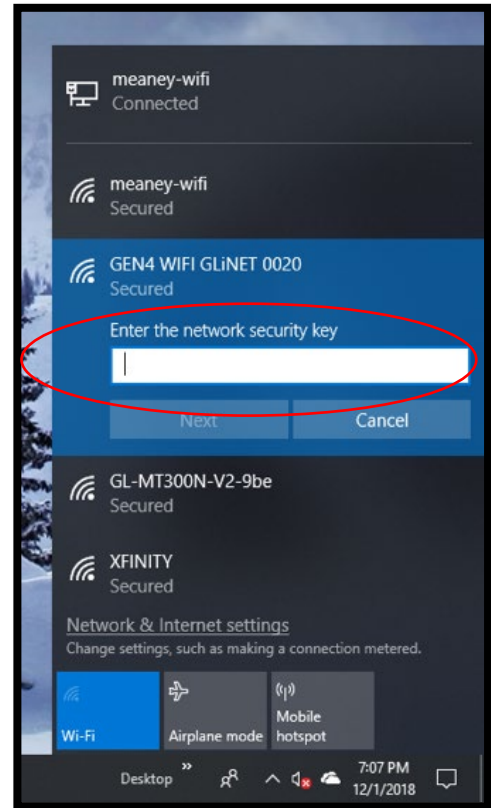 meaney-wifi
Connected
meaney-wifi
Secured
GEN4 WIFI GLiNET 0020
Secured
Enter the network security key
Next
Cancel
GL-MT300N-V2-9be
Secured
XFINITY
Secured
Network & Internet settings
Change settings, such as making a connection metered.
Wi-Fi
Airplane mode
Mobile
hotspot
Desktop
7:07 PM
12/1/2018